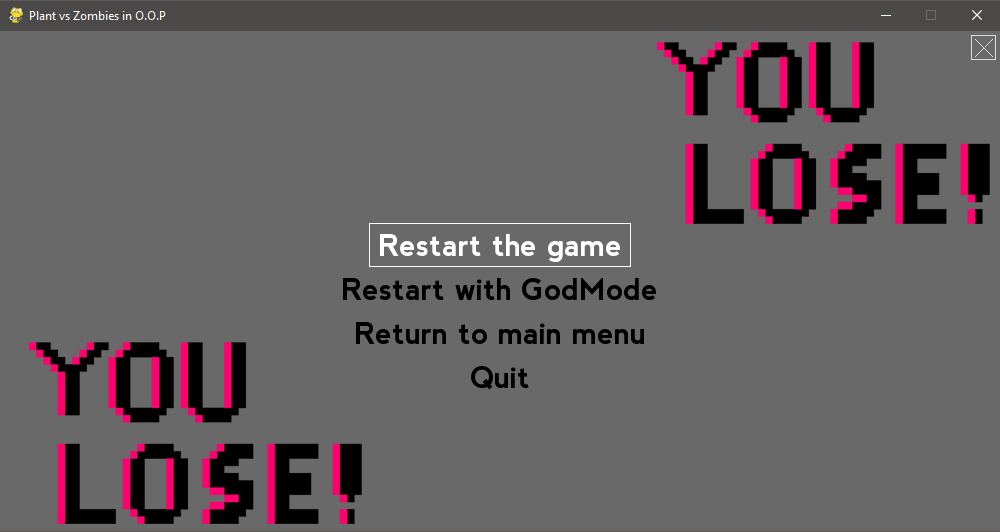 Plant vs Zombies in O.O.P
YOU
LOSE!
Restart the game
Restart with GodMode
Return to main menu
Quit
YOU
LOSE!